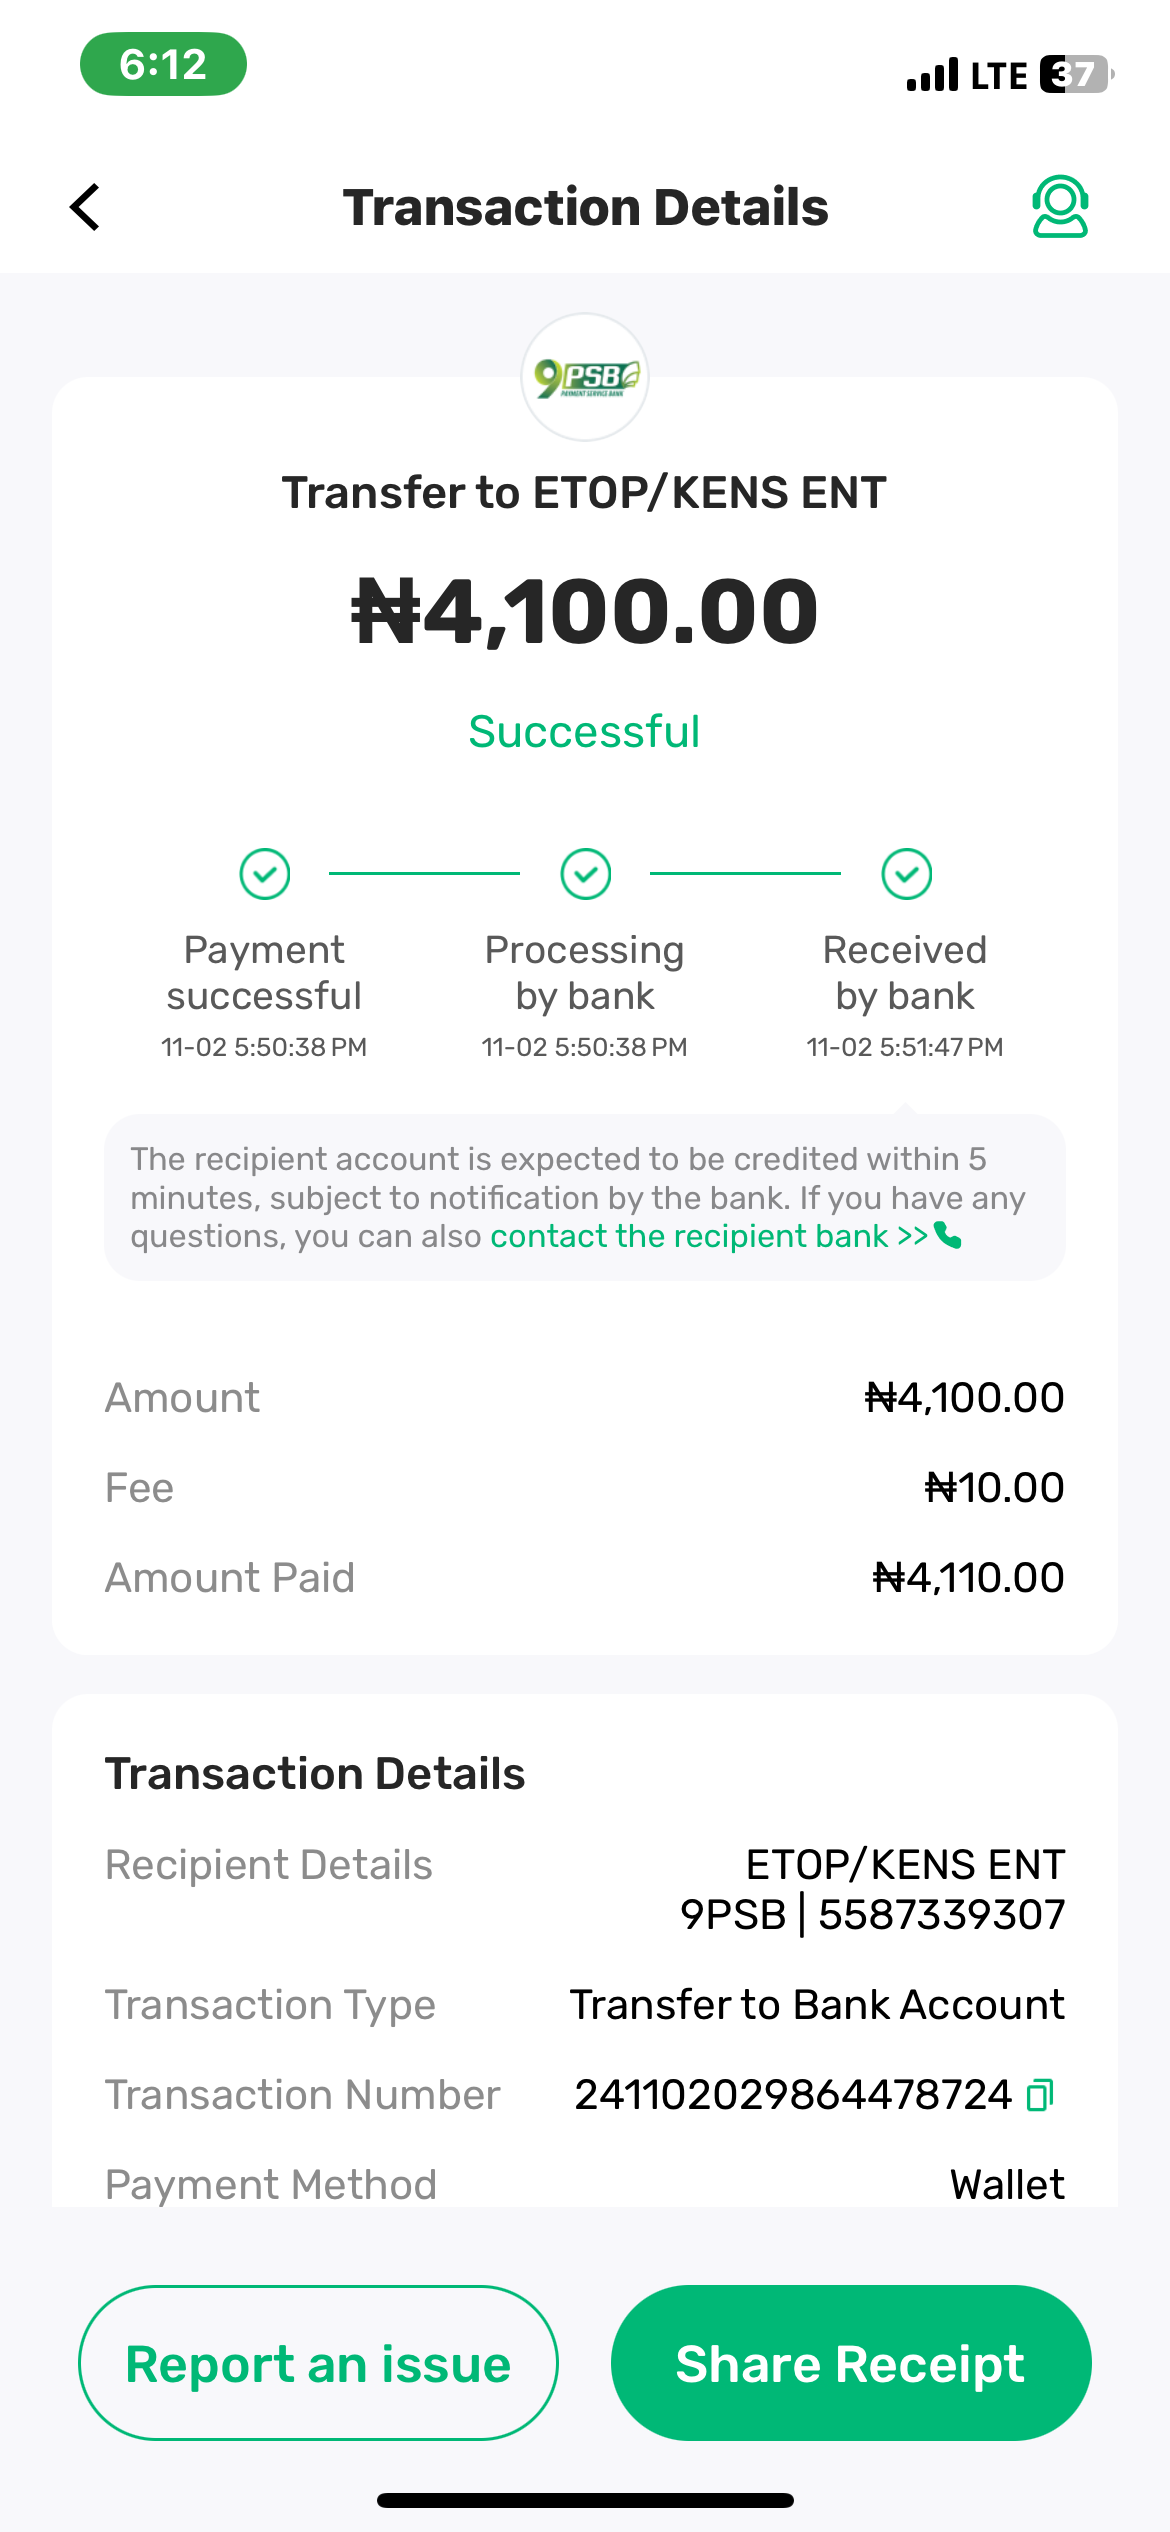 6:12
LTE 37
Transaction Details
9PSB
PAYMENT SERVICE BANK
Transfer to ETOP/KENS ENT
₦4,100.00
Successful
Payment successful
11-02 5:50:38 PM
Processing by bank
11-02 5:50:38 PM
Received by bank
11-02 5:51:47 PM
The recipient account is expected to be credited within 5
minutes, subject to notification by the bank. If you have any
questions, you can also contact the recipient bank >>
Amount ₦4,100.00
Fee ₦10.00
Amount Paid ₦4,110.00
Transaction Details
Recipient Details ETOP/KENS ENT
9PSB | 5587339307
Transaction Type Transfer to Bank Account
Transaction Number 241102029864478724
Payment Method Wallet
Report an issue Share Receipt